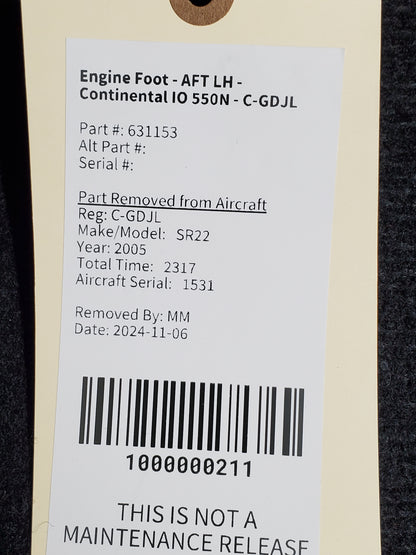 Engine Foot - AFT LH -
Continental IO 550N - C-GDJL
Part #: 631153
Alt Part #:
Serial #:
Part Removed from Aircraft
Reg: C-GDJL
Make/Model: SR22
Year: 2005
Total Time: 2317
Aircraft Serial: 1531
Removed By: MM
Date: 2024-11-06
1000000211
THIS IS NOT A
MAINTENANCE RELEASE